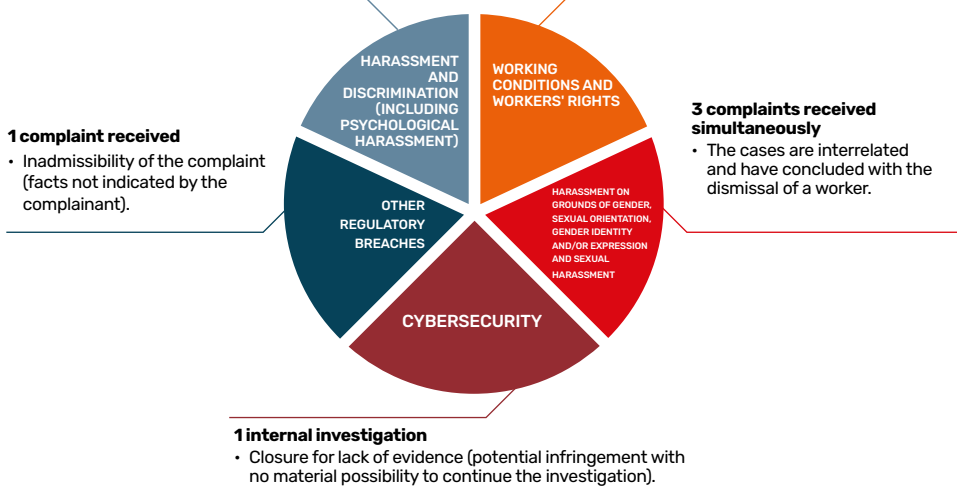 HARASSMENT
AND
DISCRIMINATION
(INCLUDING
PSYCHOLOGICAL
HARASSMENT)
WORKING
CONDITIONS AND
WORKERS' RIGHTS
1 complaint received
• Inadmissibility of the complaint
(facts not indicated by the
complainant).
3 complaints received
simultaneously
• The cases are interrelated
and have concluded with the
dismissal of a worker.
OTHER
REGULATORY
BREACHES
HARASSMENT ON
GROUNDS OF GENDER,
SEXUAL ORIENTATION,
GENDER IDENTITY
AND/OR EXPRESSION
AND SEXUAL
HARASSMENT
CYBERSECURITY
1 internal investigation
• Closure for lack of evidence (potential infringement with
no material possibility to continue the investigation).